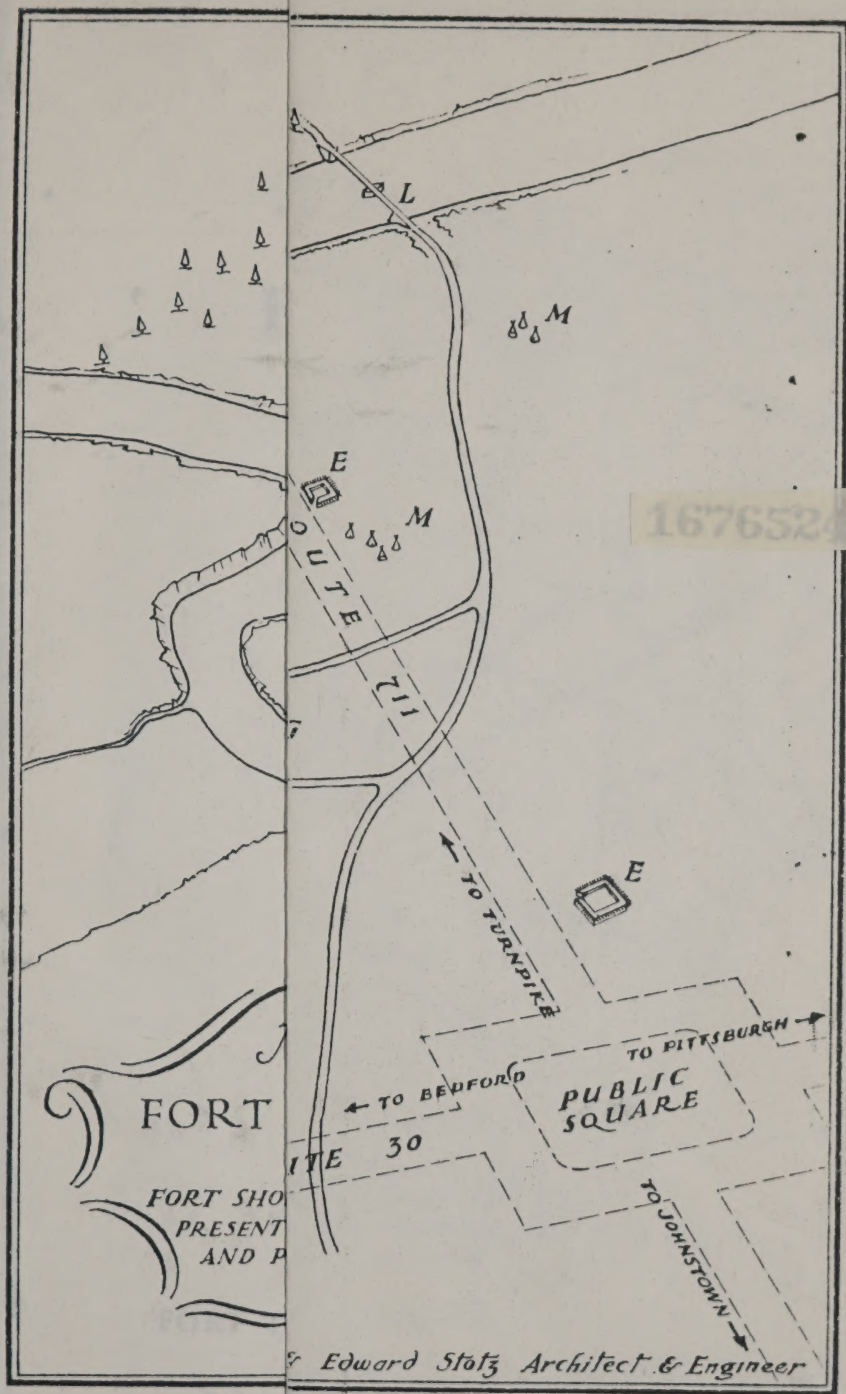 L
M
E
M
OUTE 711
1676524
TO TURNPIKE
E
TO PITTSBURGH
TO BEDFORD
PUBLIC
SQUARE
ITE 30
TO JOHNSTOWN
FORT
FORT SHO
PRESENT
AND P
& Edward Stotz Architect & Engineer